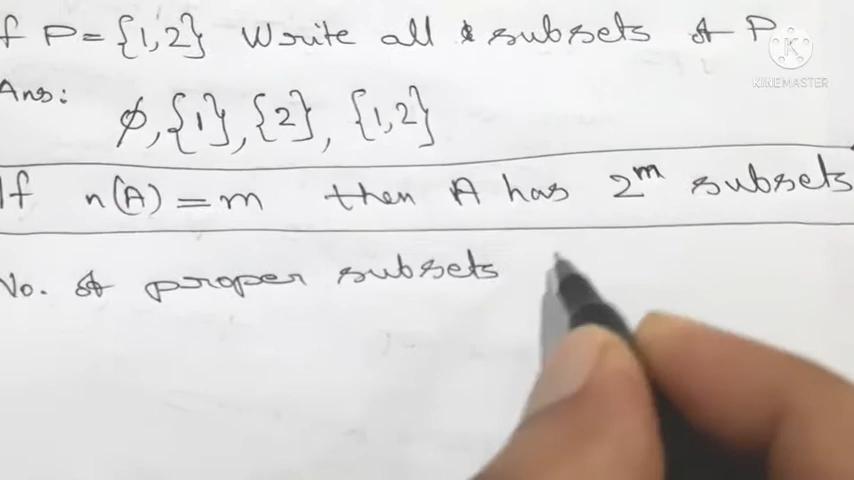 f P = {1,2} Write all subsets of P
Ans:
φ, {1}, {2}, {1,2}
If n(A) = m then A has 2^m subsets
No. of proper subsets
K
KINEMASTER